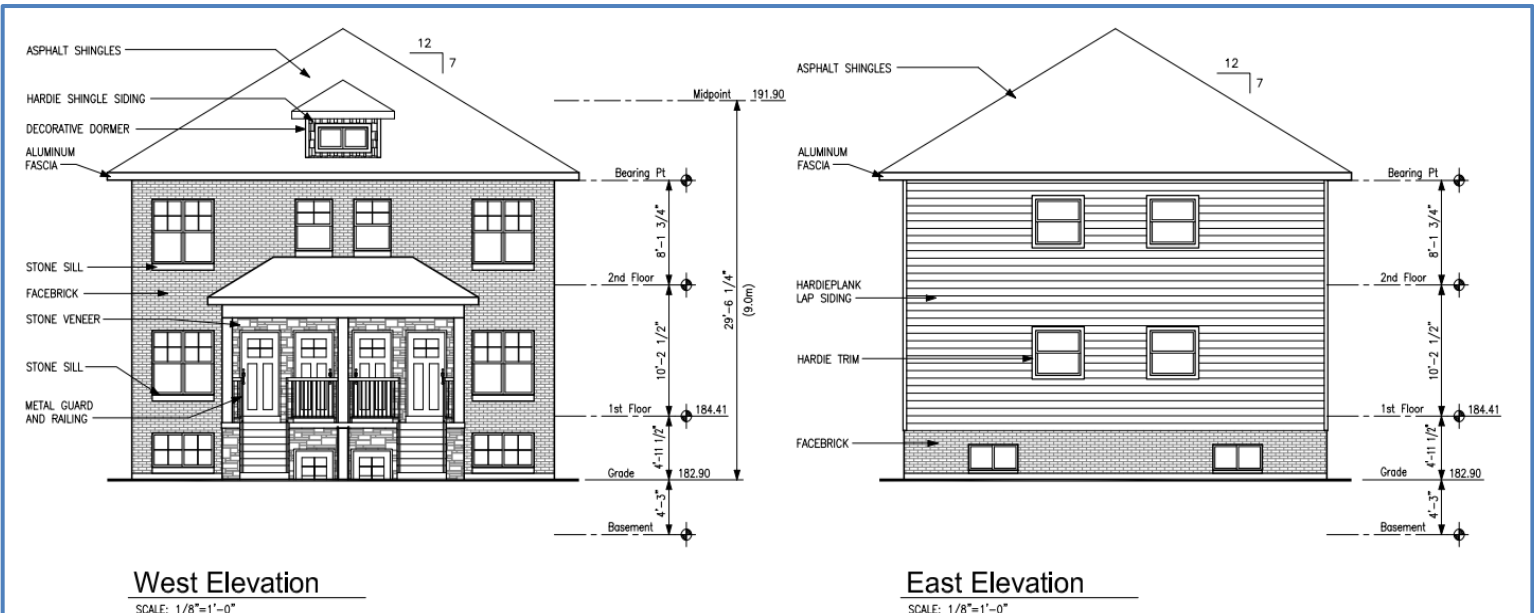 ASPHALT SHINGLES
12
7
HARDIE SHINGLE SIDING
DECORATIVE DORMER
ALUMINUM
FASCIA
Midpoint 191.90
Bearing Pt
8'-1 3/4"
STONE SILL
2nd Floor
FACEBRICK
29'-6 1/4"
(9.0m)
STONE VENEER
10'-2 1/2"
STONE SILL
METAL GUARD
AND RAILING
1st Floor 184.41
4'-11 1/2"
Grade 182.90
4'-3"
Basement
West Elevation
SCALE: 1/8"=1'-0"
ASPHALT SHINGLES
12
7
ALUMINUM
FASCIA
Bearing Pt
8'-1 3/4"
2nd Floor
HARDIEPLANK
LAP SIDING
10'-2 1/2"
HARDIE TRIM
1st Floor 184.41
FACEBRICK
4'-11 1/2"
Grade 182.90
4'-3"
Basement
East Elevation
SCALE: 1/8"=1'-0"